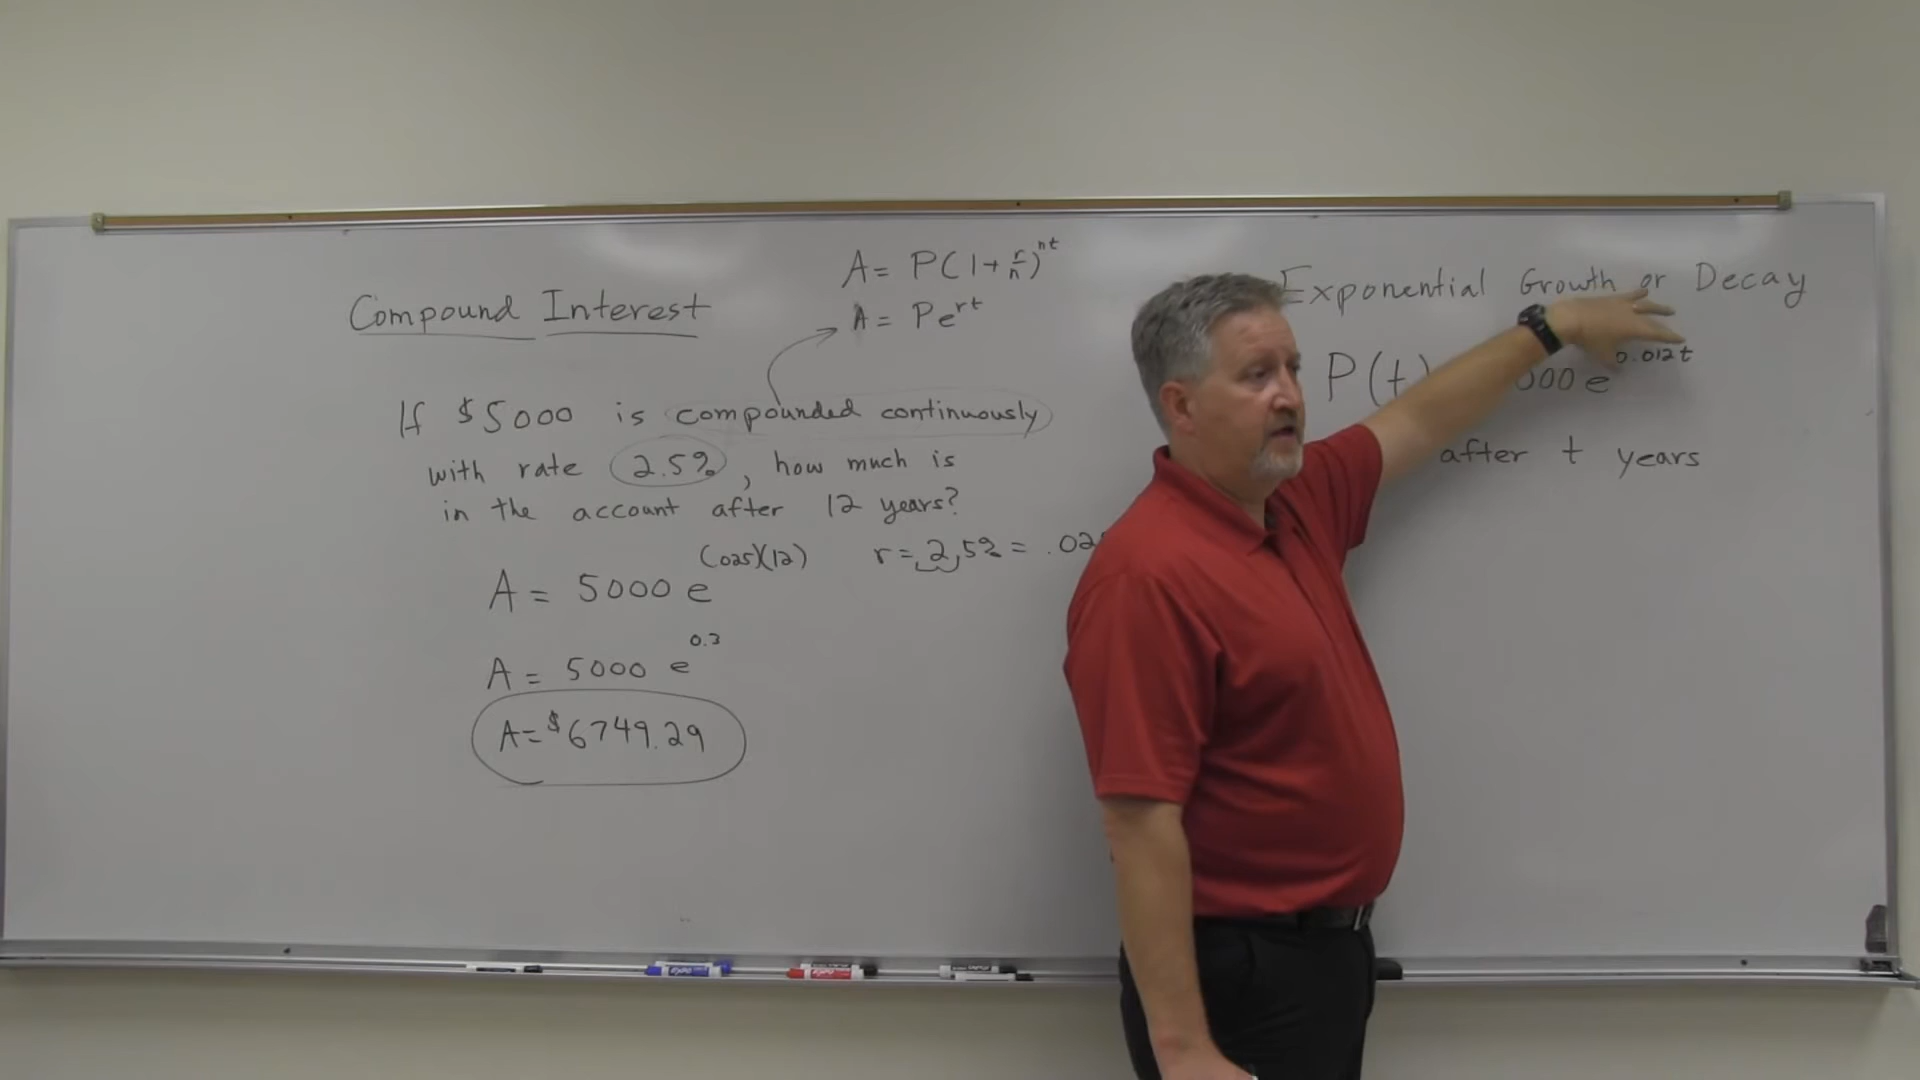 Compound Interest
A = P(1 + r/n)^nt
A = Pe^rt
If $5000 is compounded continuously
with rate 2.5%, how much is
in the account after 12 years?
A = 5000 e^(025)(12)
r = 2.5% = .02
A = 5000 e^0.3
A = $6749.29
Exponential Growth or Decay
P(t) 000 e^0.012t
after t years